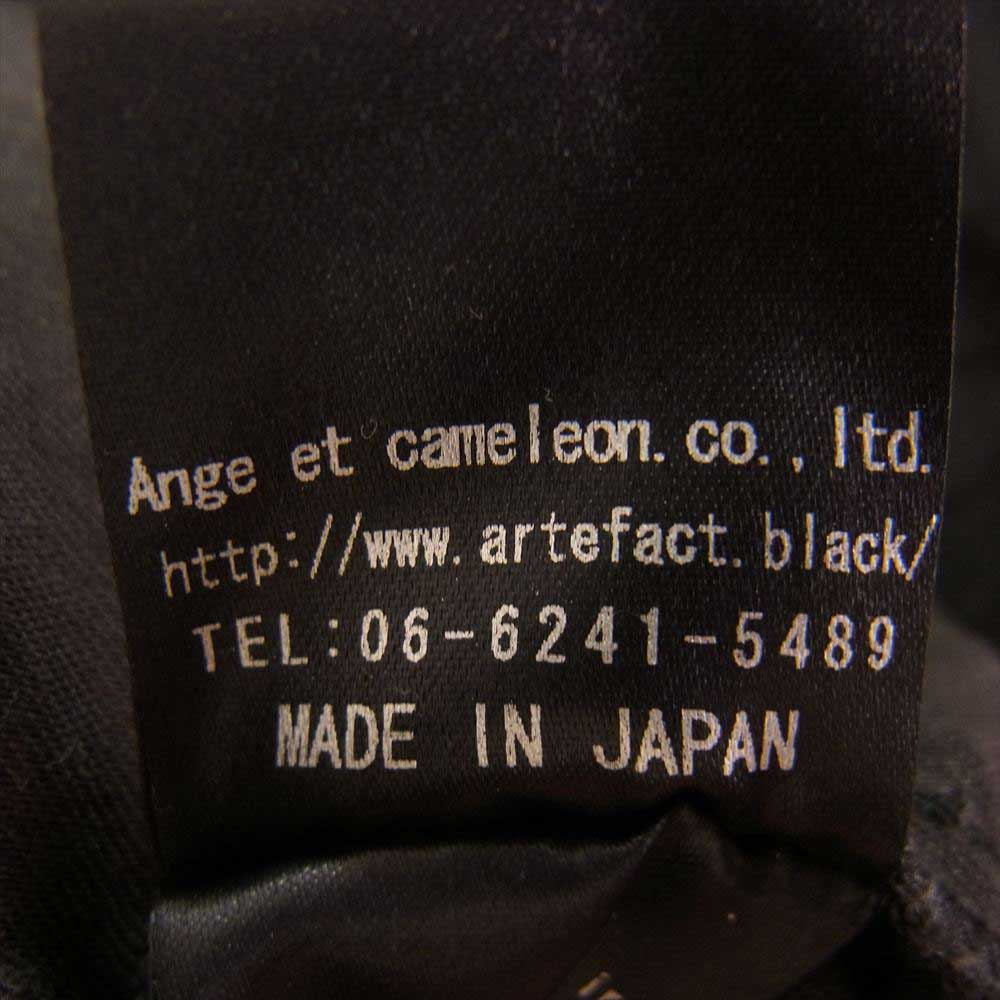 Ange et cameleon.co.,ltd.
http://www.artefact.black/
TEL:06-6241-5489
MADE IN JAPAN